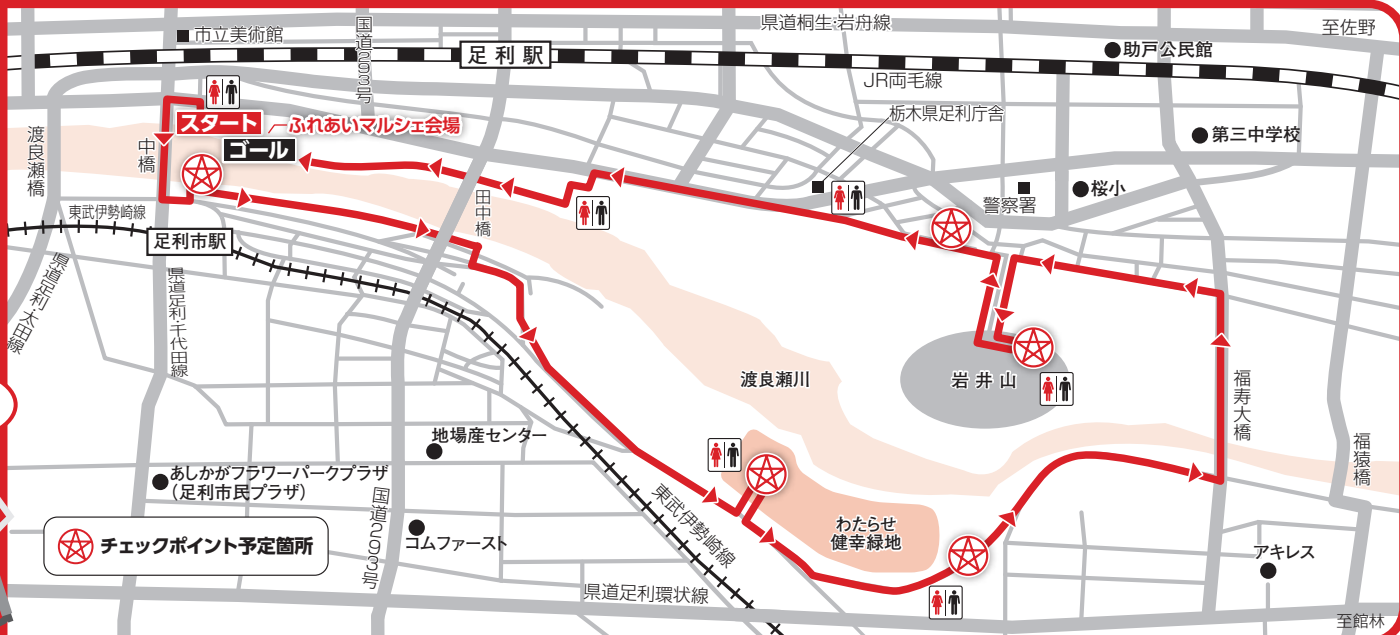 市立美術館
国道293号
足利駅
県道桐生・岩舟線
至佐野
助戸公民館
JR両毛線
栃木県足利庁舎
第三中学校
スタート
ふれあいマルシェ会場
ゴール
渡良瀬橋
中橋
田中橋
警察署
桜小
東武伊勢崎線
足利市駅
県道足利・太田線
県道足利・千代田線
渡良瀬川
岩井山
福寿大橋
福猿橋
地場産センター
あしかがフラワーパークプラザ
(足利市民プラザ)
国道293号
コムファースト
東武伊勢崎線
わたらせ
健幸緑地
アキレス
チェックポイント予定箇所
県道足利環状線
至館林